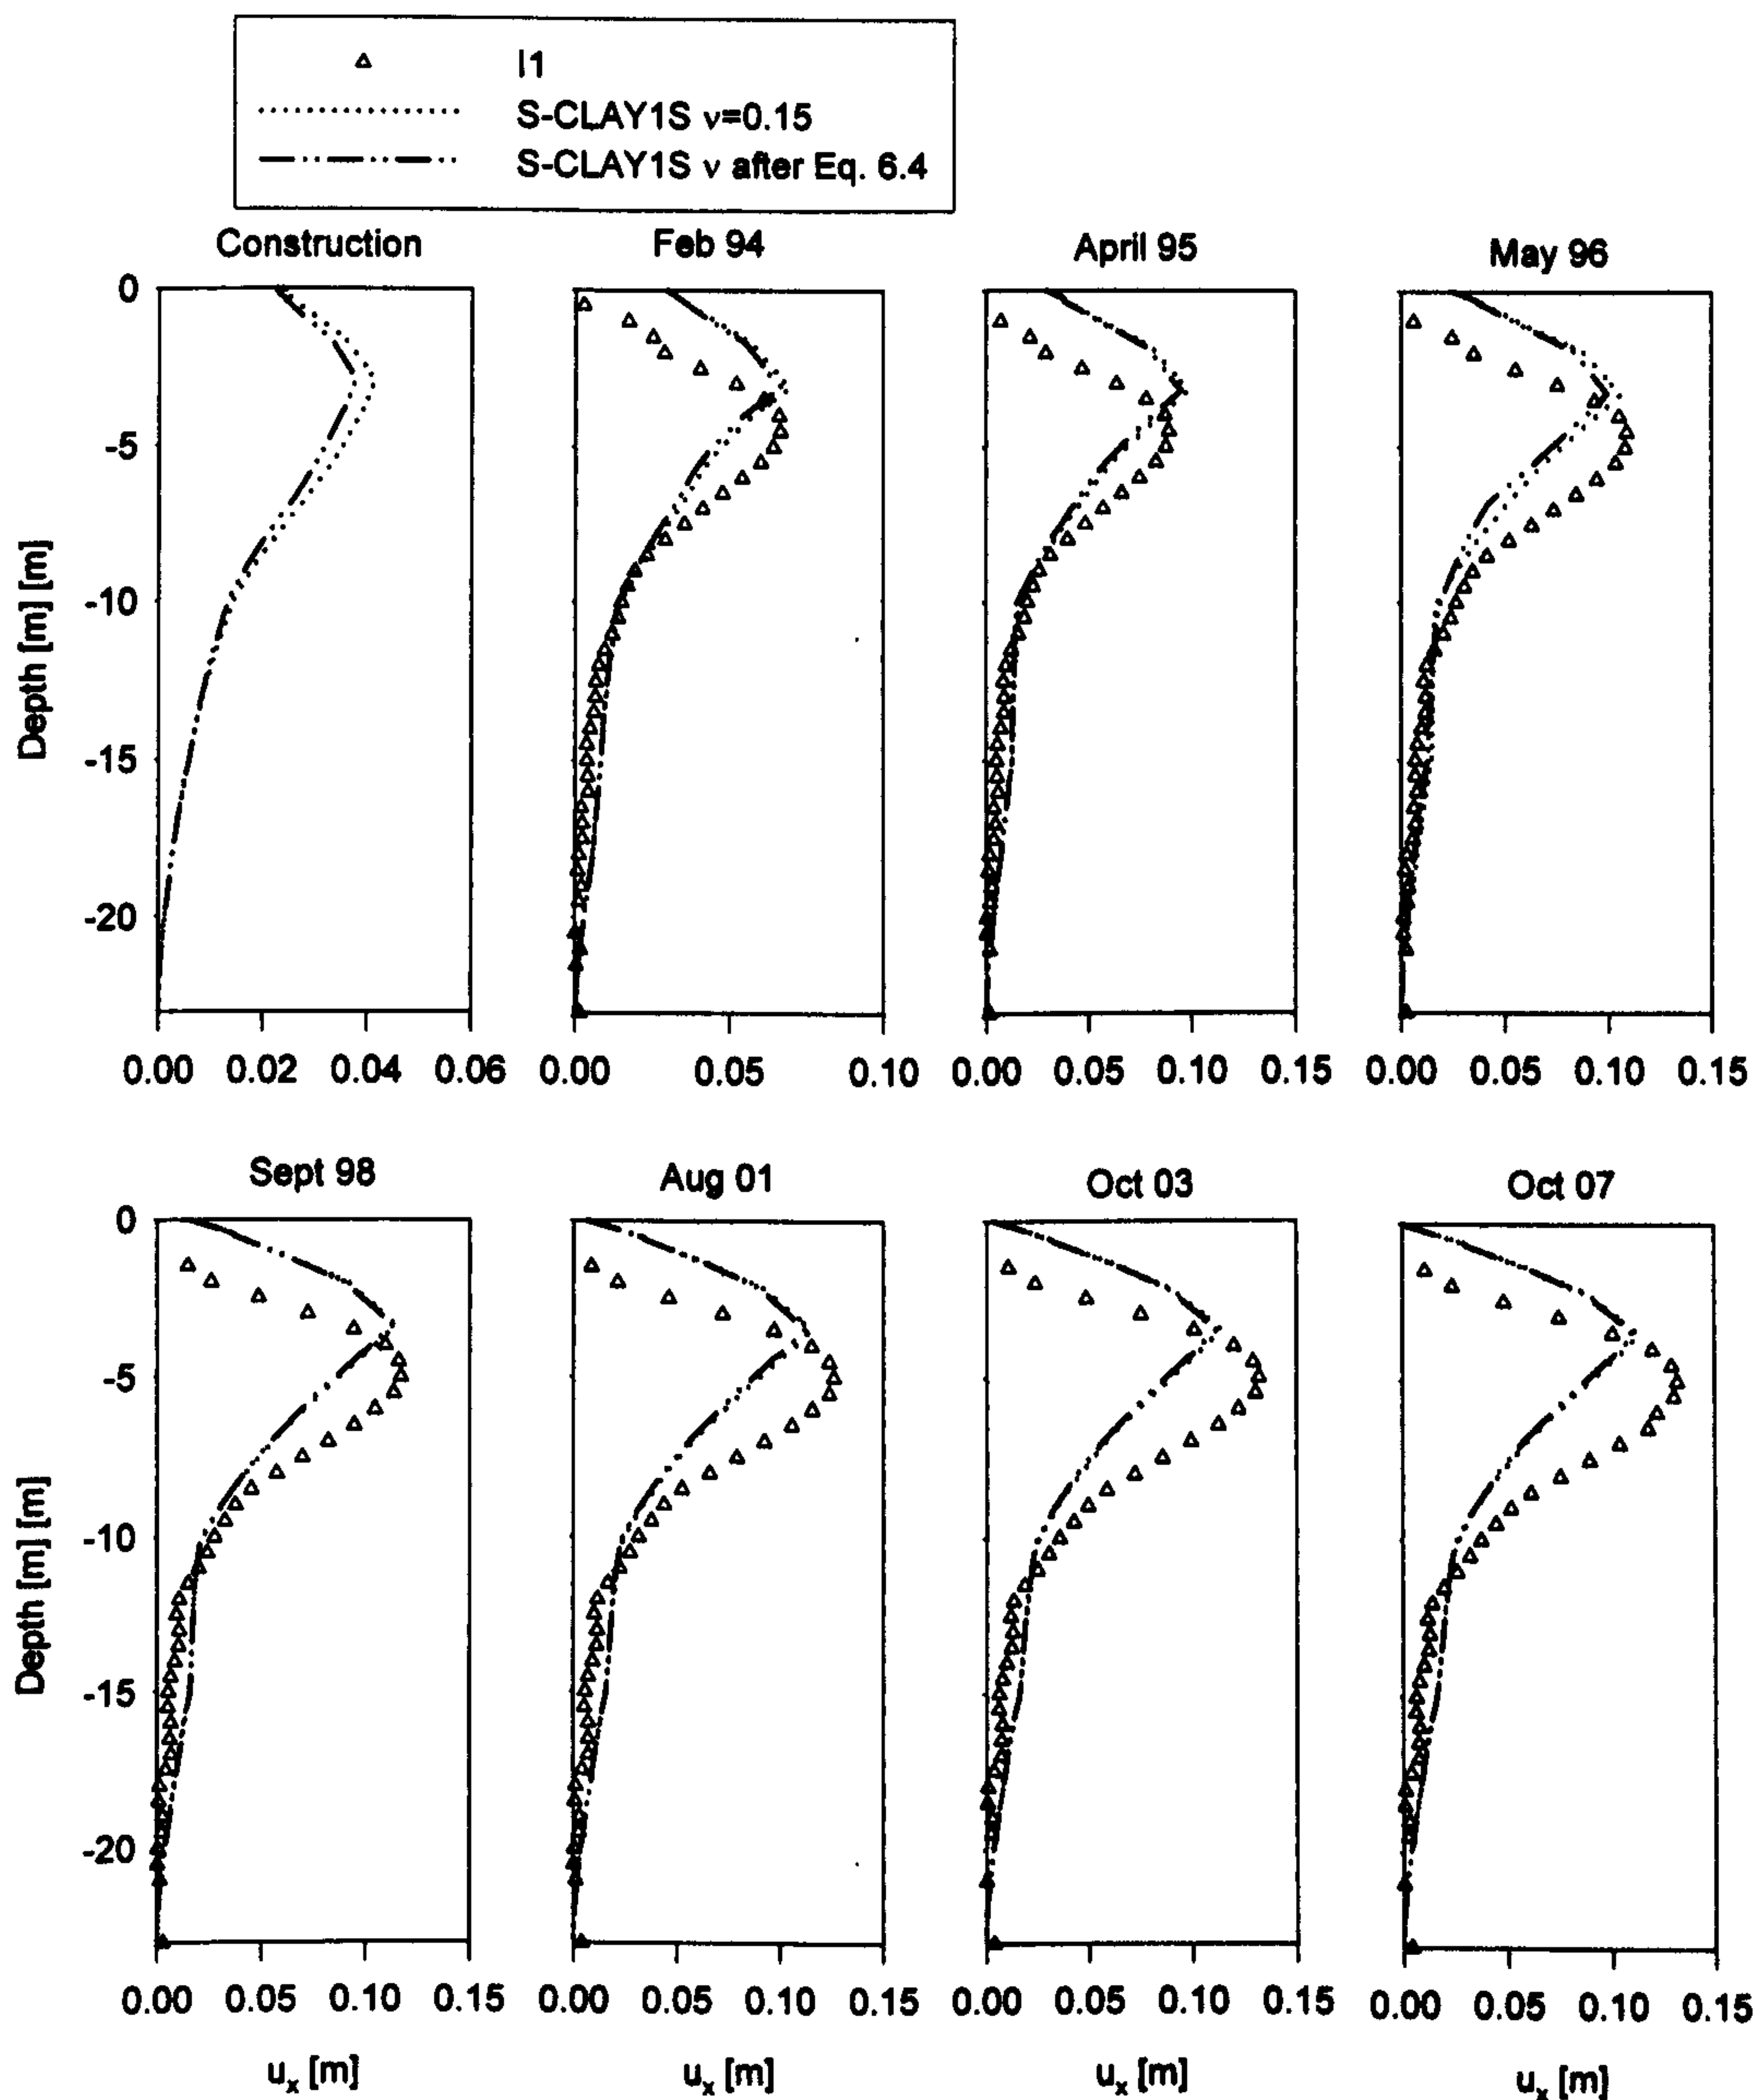 I1
S-CLAY1S ν=0.15
S-CLAY1S ν after Eq. 6.4
Construction
Feb 94
April 95
May 96
Depth [m] [m]
0
-5
-10
-15
-20
0.00 0.02 0.04 0.06
0.00 0.05 0.10
0.00 0.05 0.10 0.15
0.00 0.05 0.10 0.15
Sept 98
Aug 01
Oct 03
Oct 07
Depth [m] [m]
0
-5
-10
-15
-20
0.00 0.05 0.10 0.15
0.00 0.05 0.10 0.15
0.00 0.05 0.10 0.15
0.00 0.05 0.10 0.15
u_x [m]
u_x [m]
u_x [m]
u_x [m]